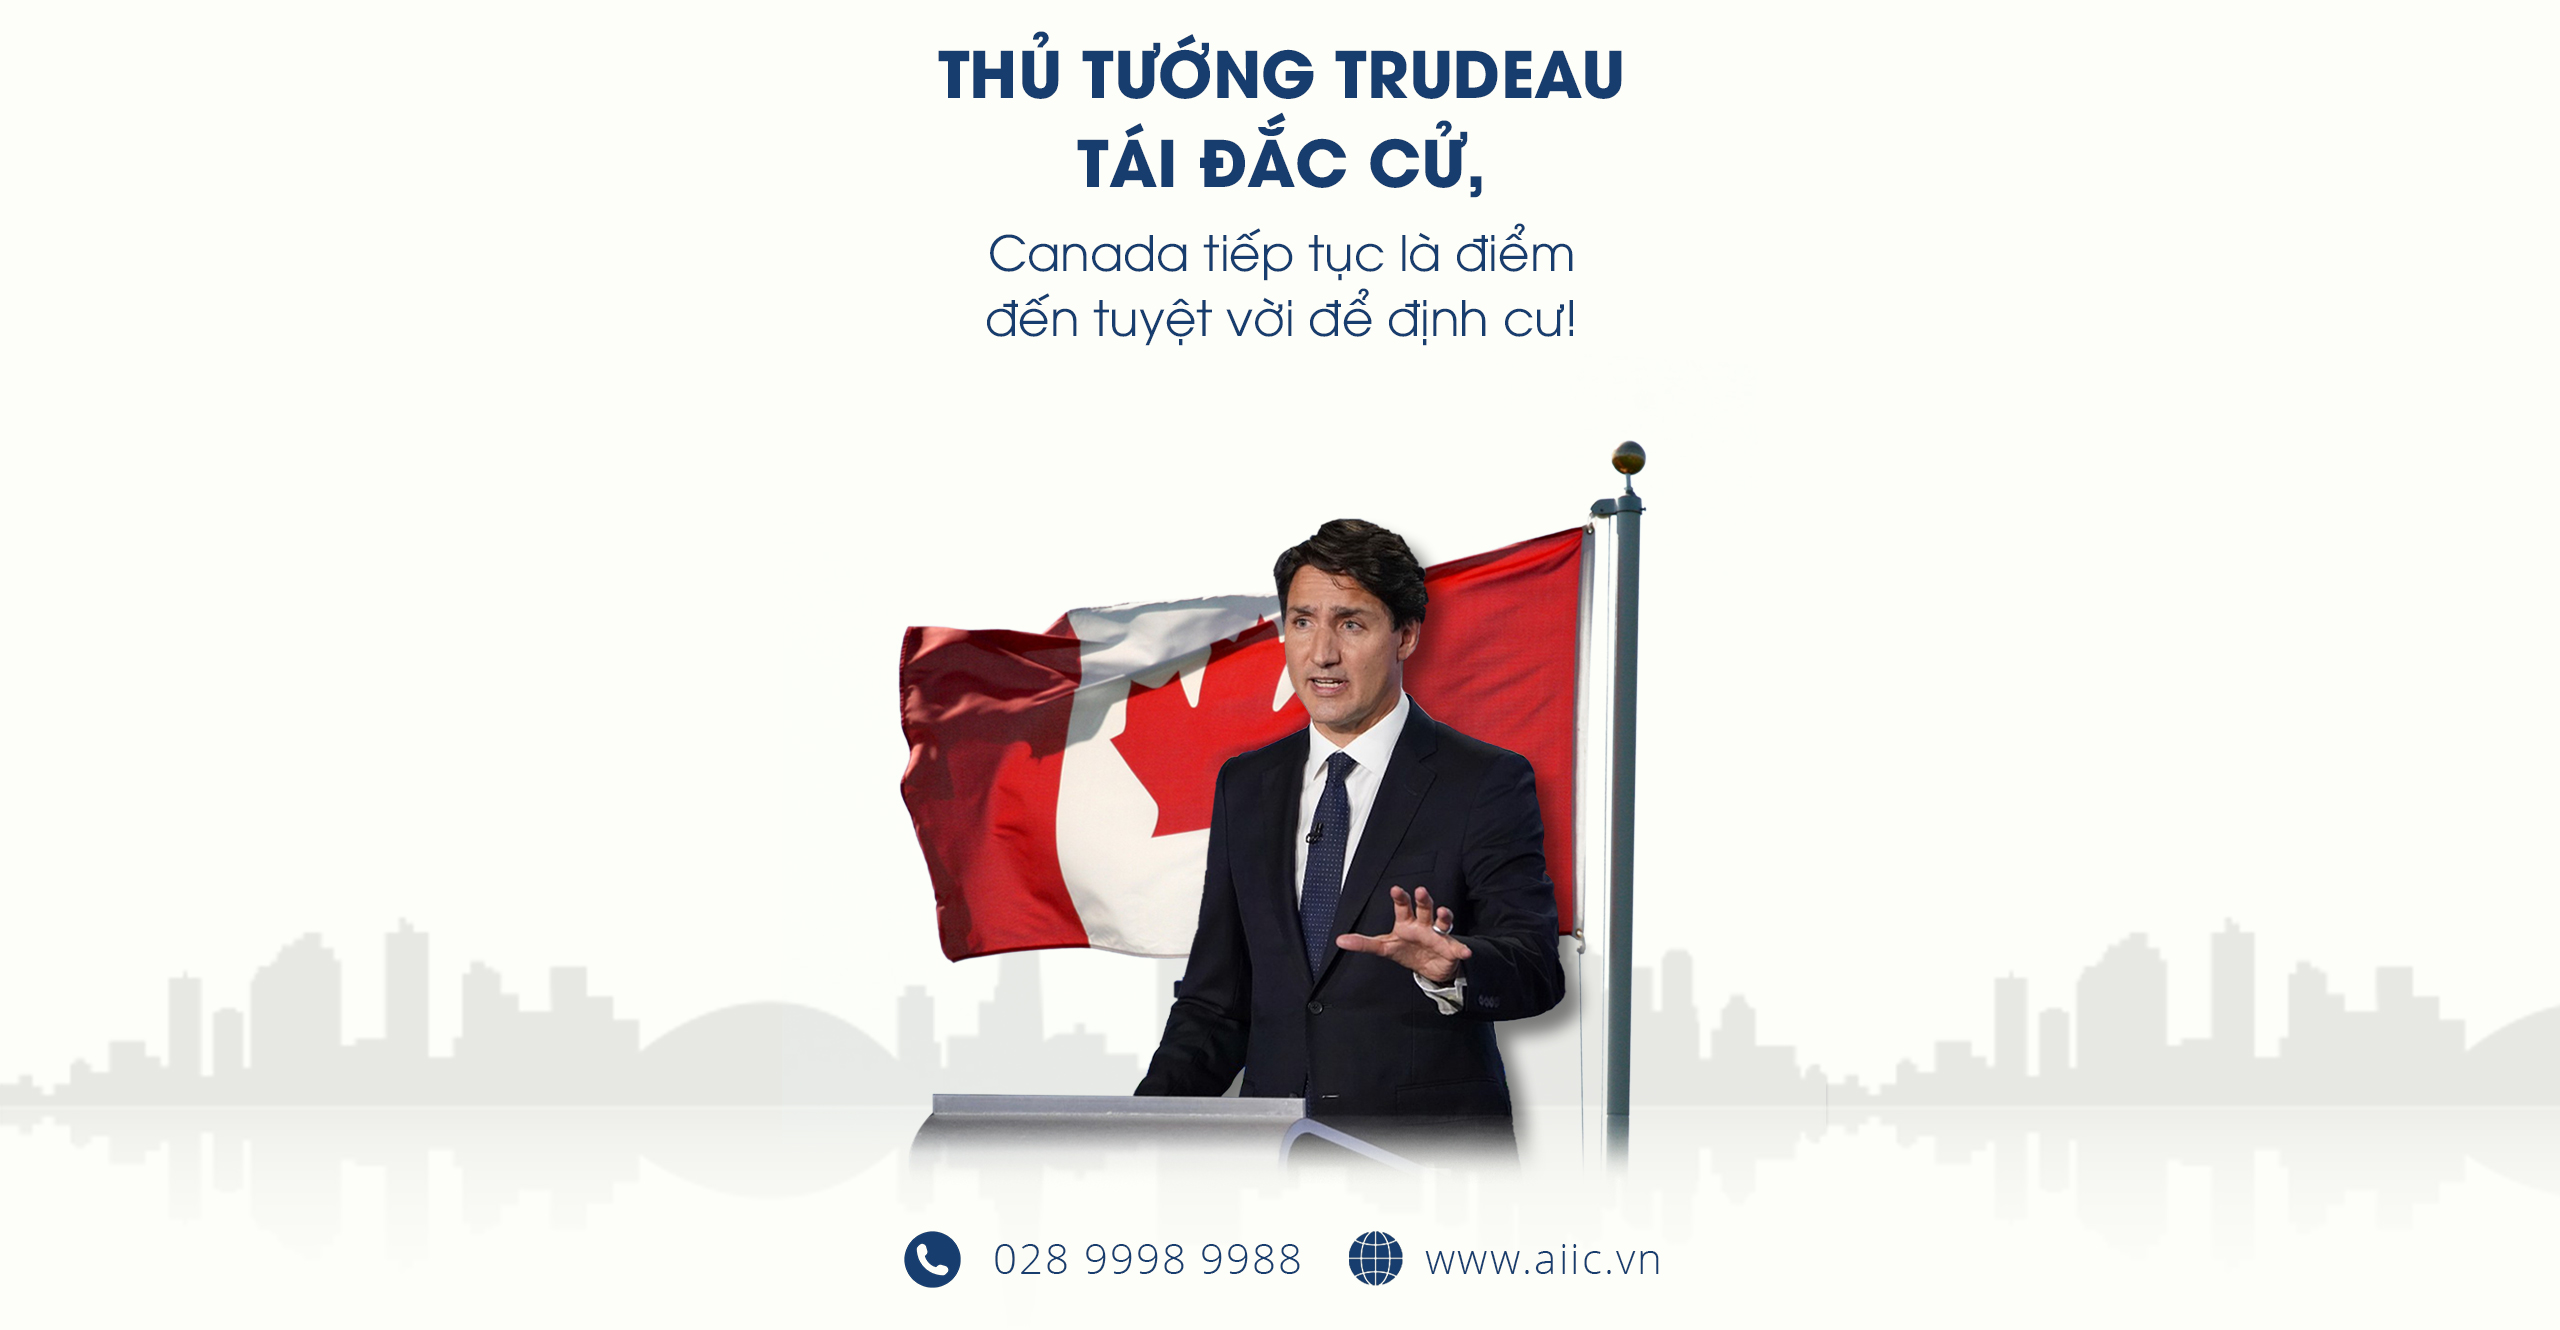 THỦ TƯỚNG TRUDEAU
TÁI ĐẮC CỬ,
Canada tiếp tục là điểm
đến tuyệt vời để định cư!
028 9998 9988
www.aiic.vn